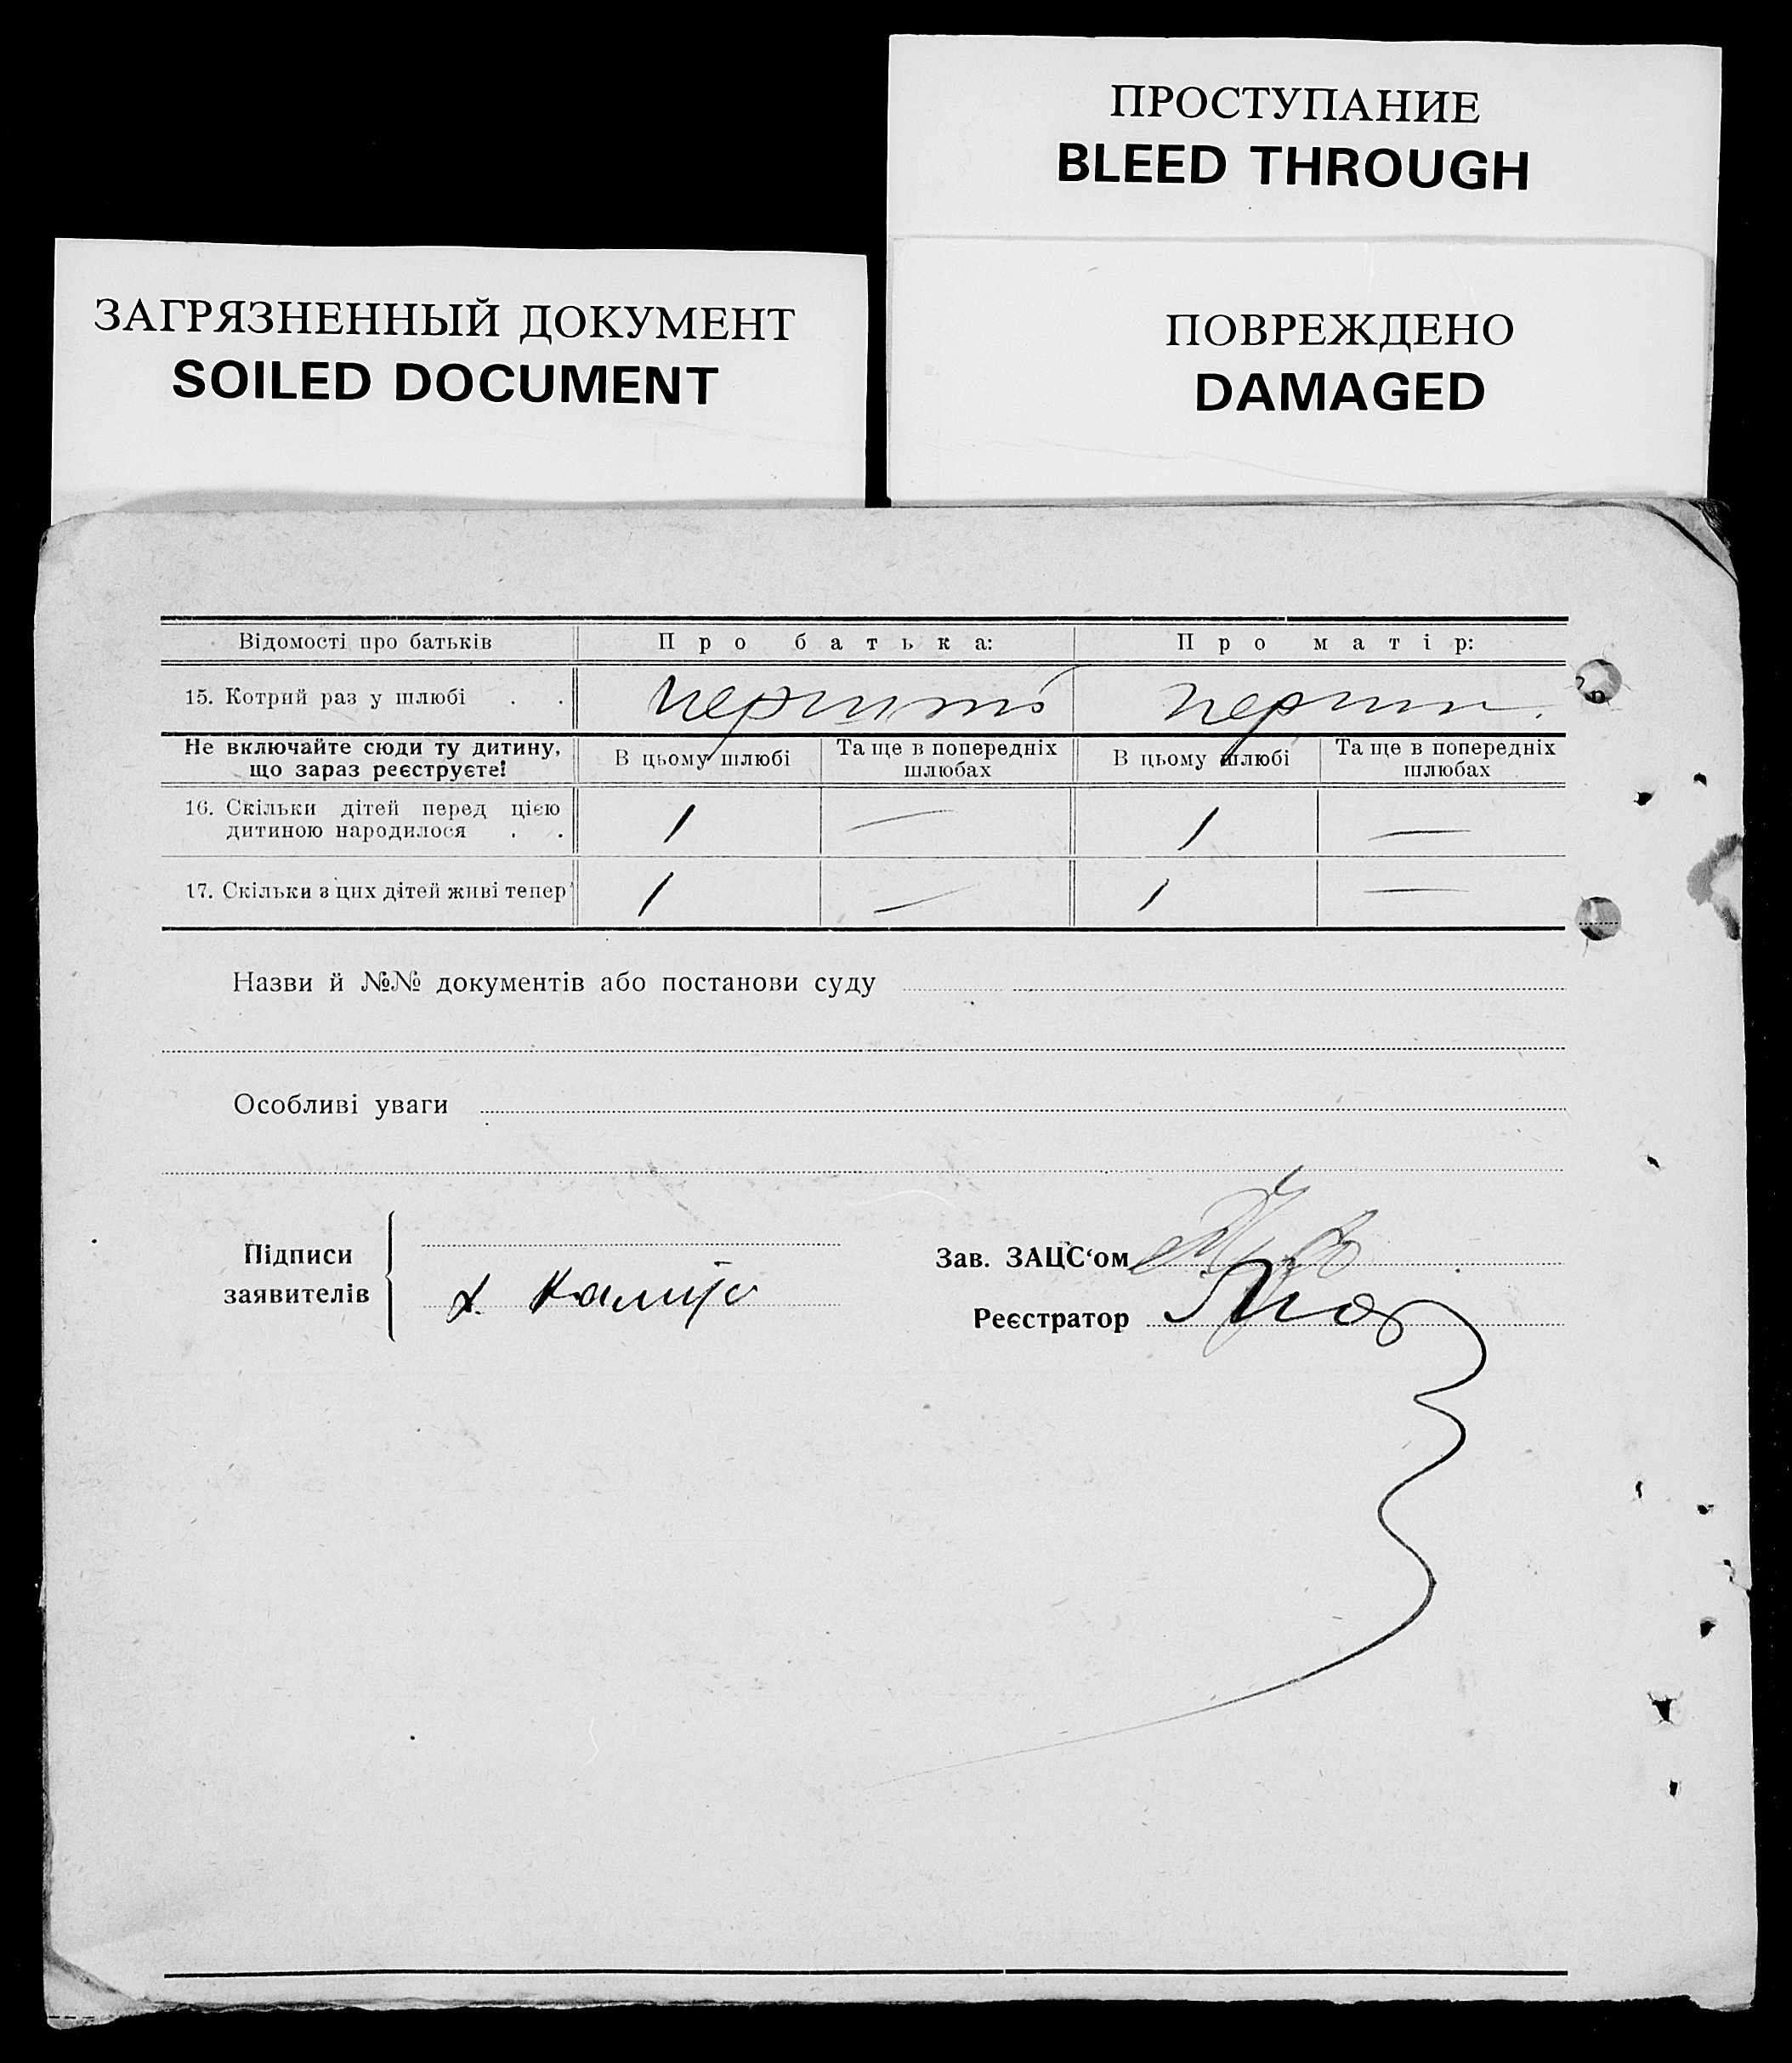 ПРОСТУПАНИЕ
BLEED THROUGH
ЗАГРЯЗНЕННЫЙ ДОКУМЕНТ
SOILED DOCUMENT
ПОВРЕЖДЕНО
DAMAGED
Відомості про батьків Про батька: Про матір:
15. Котрий раз у шлюбі . .
Не включайте сюди ту дитину, що зараз реєструєте! В цьому шлюбі Та ще в попередніх шлюбах В цьому шлюбі Та ще в попередніх шлюбах
16. Скільки дітей перед цією дитиною народилося . . 1 — 1 —
17. Скільки з цих дітей живі тепер 1 — 1 —
Назви й №№ документів або постанови суду
Особливі уваги
Підписи заявителів
Зав. ЗАЦС‘ом
Реєстратор